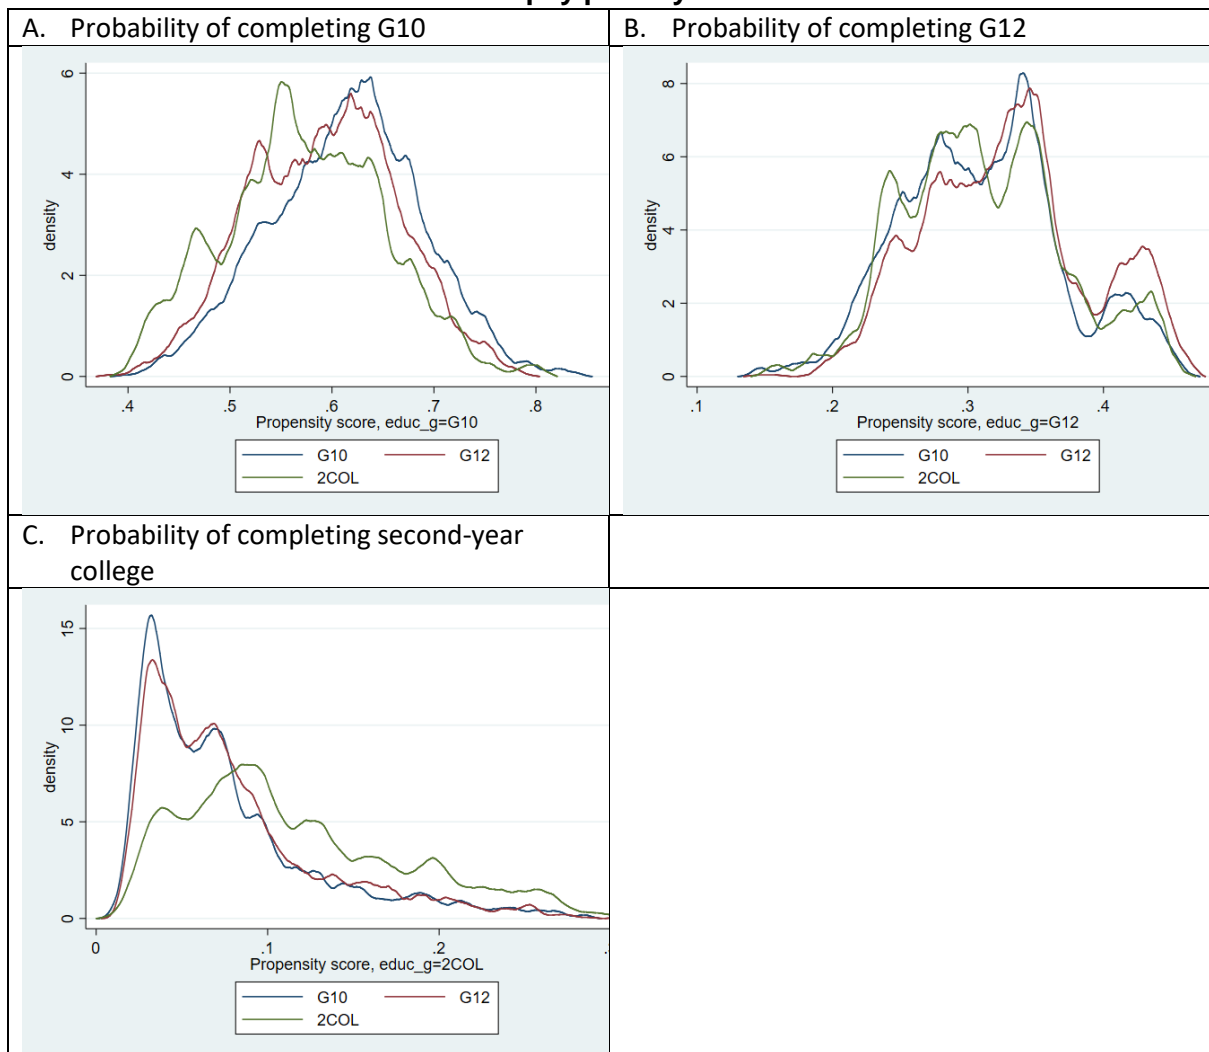 A. Probability of completing G10
B. Probability of completing G12
6
4
2
0
density
.4 .5 .6 .7 .8
Propensity score, educ_g=G10
G10 G12
2COL
8
6
4
2
0
density
.1 .2 .3 .4
Propensity score, educ_g=G12
G10 G12
2COL
C. Probability of completing second-year
college
15
10
5
0
density
0 .1 .2
Propensity score, educ_g=2COL
G10 G12
2COL